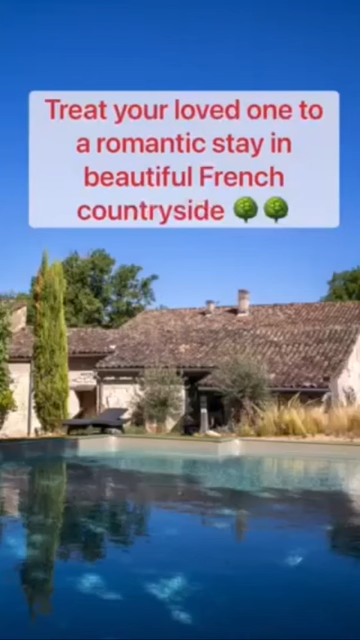 Treat your loved one to
a romantic stay in
beautiful French
countryside 🌳🌳